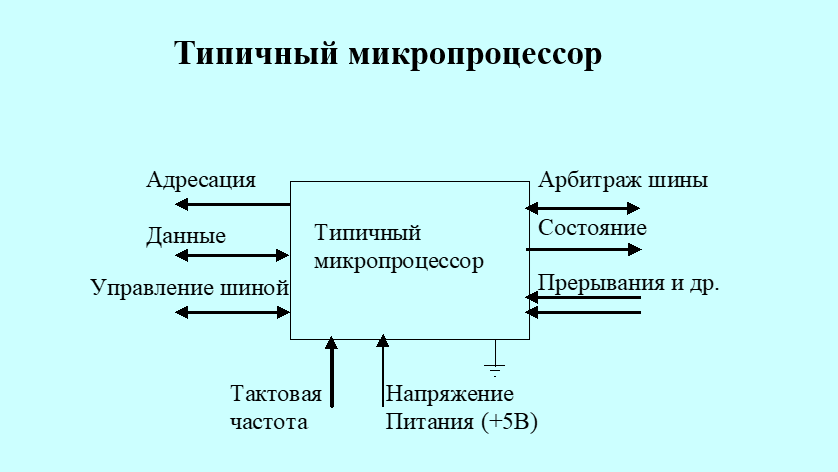 Типичный микропроцессор
Адресация
Данные
Управление шиной
Типичный
микропроцессор
Арбитраж шины
Состояние
Прерывания и др.
Тактовая
частота
Напряжение
Питания (+5В)